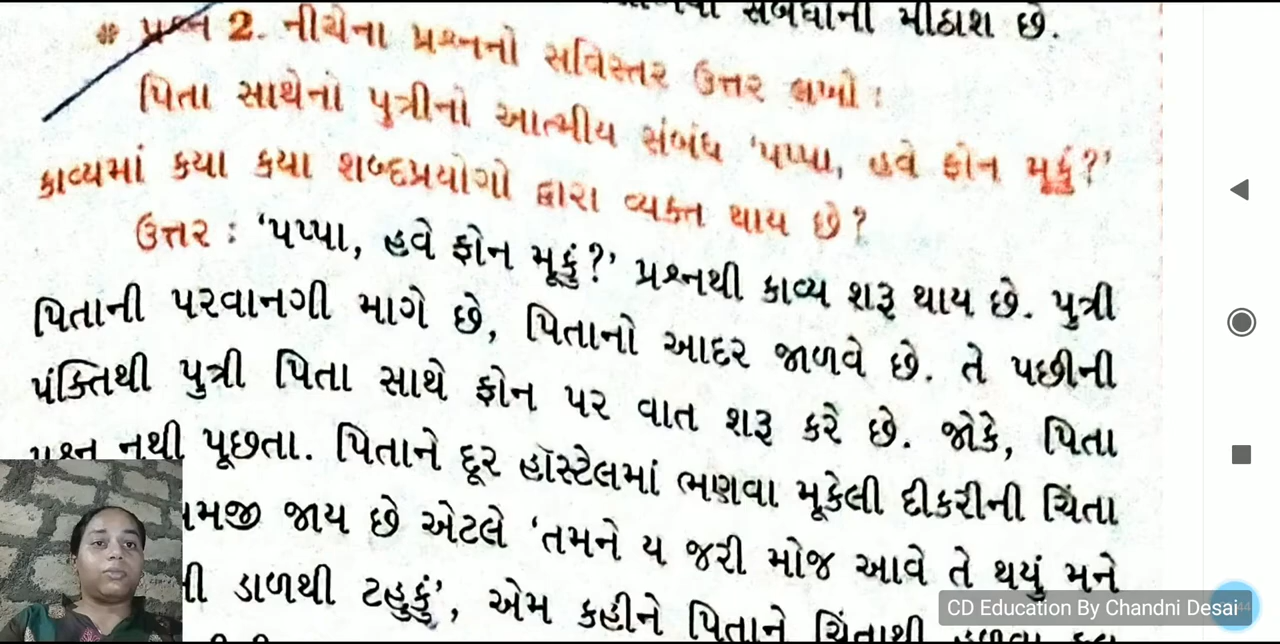 સંબંધોની મીઠાશ છે.
* પ્રશ્ન 2. નીચેના પ્રશ્નનો સવિસ્તર ઉત્તર લખો :
પિતા સાથેનો પુત્રીનો આત્મીય સંબંધ ‘પપ્પા, હવે ફોન મૂકું?’
કાવ્યમાં કયા કયા શબ્દપ્રયોગો દ્વારા વ્યક્ત થાય છે?
ઉત્તર : ‘પપ્પા, હવે ફોન મૂકું?’ પ્રશ્નથી કાવ્ય શરૂ થાય છે. પુત્રી
પિતાની પરવાનગી માગે છે, પિતાનો આદર જાળવે છે. તે પછીની
પંક્તિથી પુત્રી પિતા સાથે ફોન પર વાત શરૂ કરે છે. જોકે, પિતા
પ્રશ્ન નથી પૂછતા. પિતાને દૂર હૉસ્ટેલમાં ભણવા મૂકેલી દીકરીની ચિંતા
જાય છે એટલે ‘તમને ય જરી મોજ આવે તે થયું મને
ડાળથી ટહુકું’, એમ કહીને પિતાને ચિંતાથી
CD Education By Chandni Desai